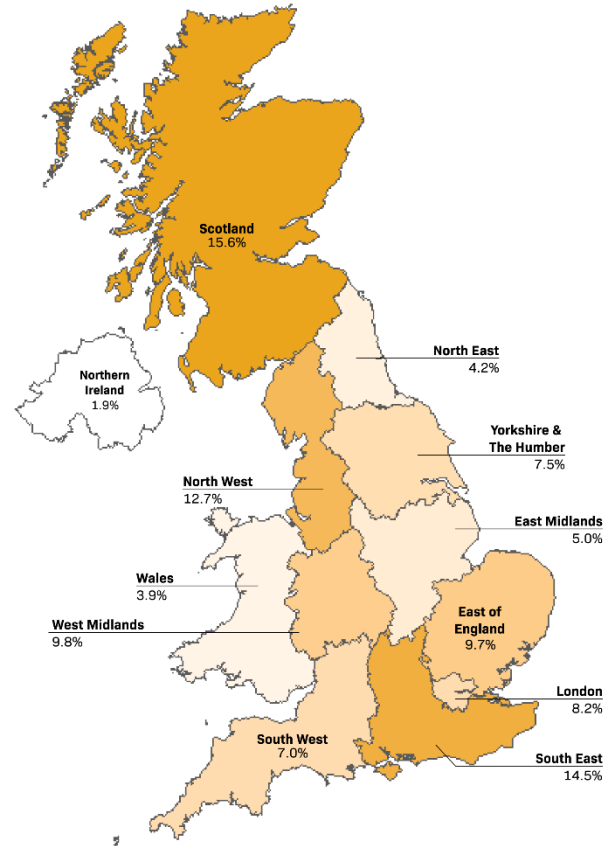 Scotland
15.6%
North East
4.2%
Northern
Ireland
1.9%
Yorkshire &
The Humber
7.5%
North West
12.7%
East Midlands
5.0%
Wales
3.9%
West Midlands
9.8%
East of
England
9.7%
London
8.2%
South West
7.0%
South East
14.5%